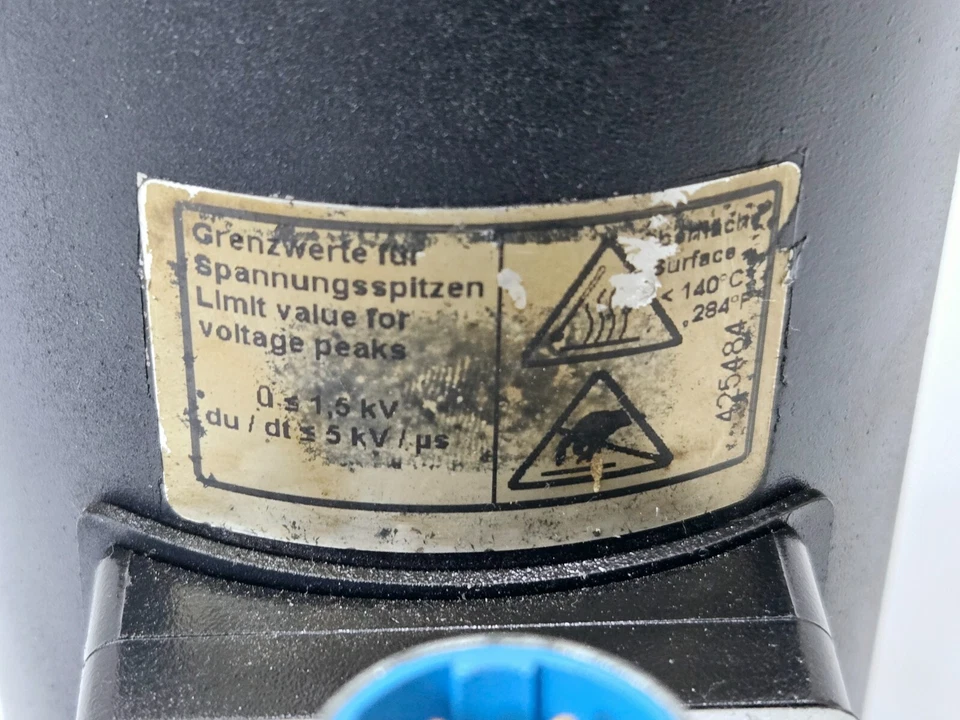 Grenzwerte für
Spannungsspitzen
Limit value for
voltage peaks
Û ≤ 1,5 kV
du / dt ≤ 5 kV / µs
Surface
< 140°C
284°F
425484